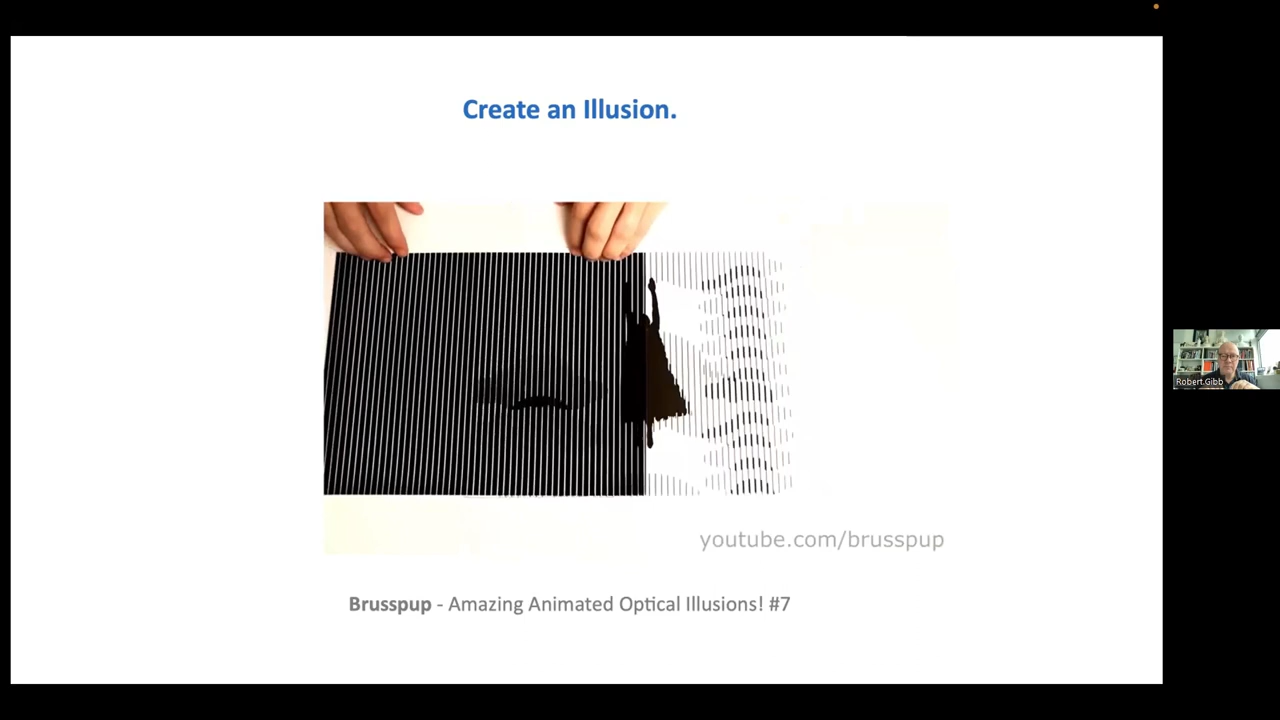 Create an Illusion.
youtube.com/brusspup
Brusspup - Amazing Animated Optical Illusions! #7
Robert.Gibb